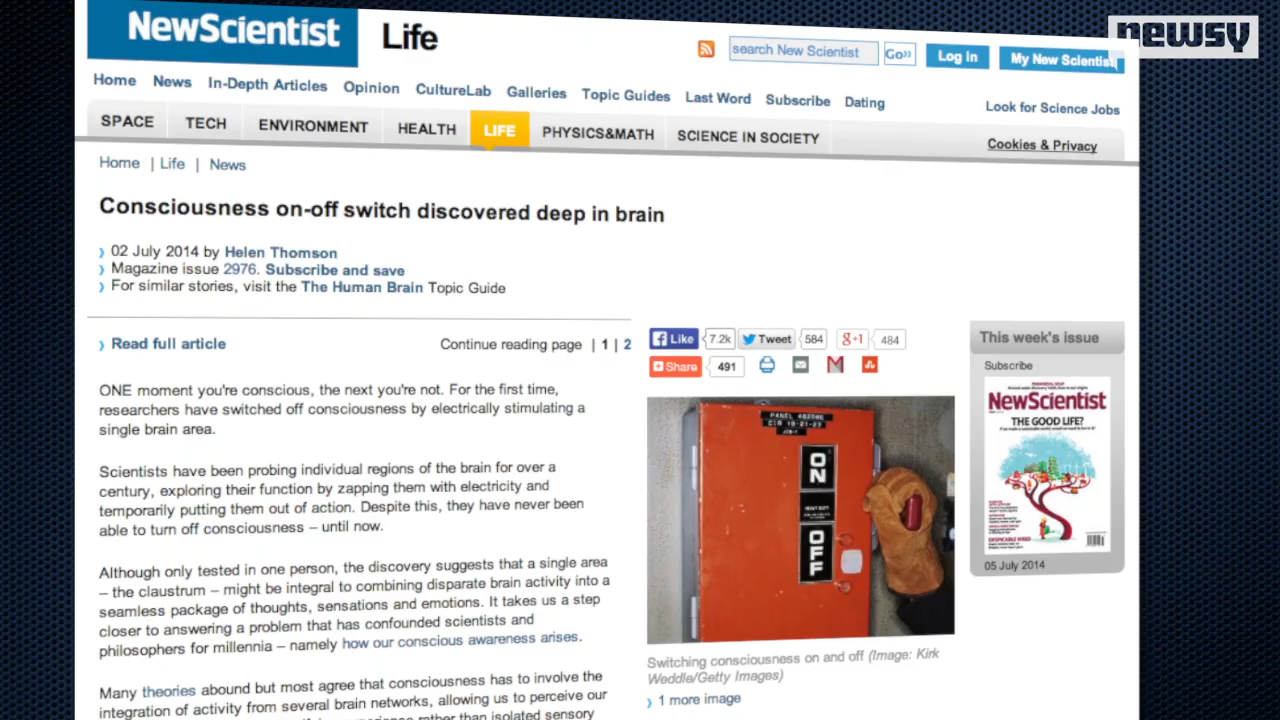 NewScientist Life
newsy
search New Scientist Go» Log In My New Scientist
Home News In-Depth Articles Opinion CultureLab Galleries Topic Guides Last Word Subscribe Dating Look for Science Jobs
SPACE TECH ENVIRONMENT HEALTH LIFE PHYSICS&MATH SCIENCE IN SOCIETY Cookies & Privacy
Home | Life | News
Consciousness on-off switch discovered deep in brain
02 July 2014 by Helen Thomson
Magazine issue 2976. Subscribe and save
For similar stories, visit the The Human Brain Topic Guide
Read full article Continue reading page | 1 | 2
ONE moment you're conscious, the next you're not. For the first time,
researchers have switched off consciousness by electrically stimulating a
single brain area.
Scientists have been probing individual regions of the brain for over a
century, exploring their function by zapping them with electricity and
temporarily putting them out of action. Despite this, they have never been
able to turn off consciousness – until now.
Although only tested in one person, the discovery suggests that a single area
– the claustrum – might be integral to combining disparate brain activity into a
seamless package of thoughts, sensations and emotions. It takes us a step
closer to answering a problem that has confounded scientists and
philosophers for millennia – namely how our conscious awareness arises.
Many theories abound but most agree that consciousness has to involve the
integration of activity from several brain networks, allowing us to perceive our
experience rather than isolated sensory
Like 7.2k Tweet 584 g+1 484
Share 491
ON
OFF
Switching consciousness on and off (Image: Kirk
Weddle/Getty Images)
1 more image
This week's issue
Subscribe
NewScientist
THE GOOD LIFE?
05 July 2014